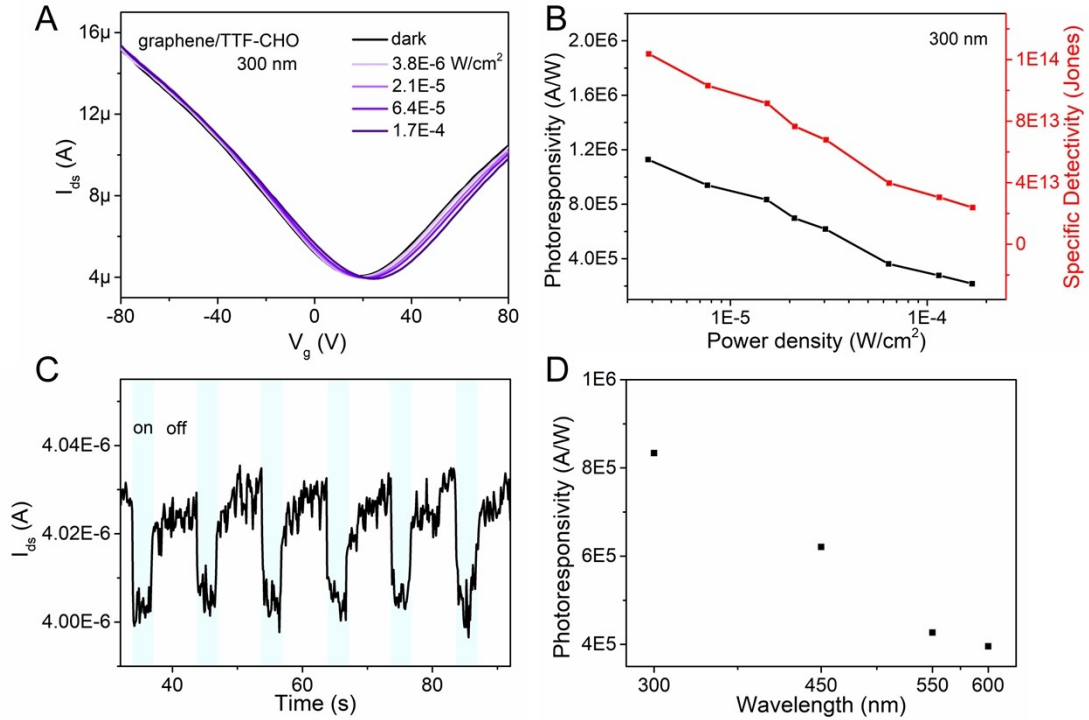 A
graphene/TTF-CHO
300 nm
dark
3.8E-6 W/cm²
2.1E-5
6.4E-5
1.7E-4
16μ
12μ
8μ
4μ
I_ds (A)
-80 -40 0 40 80
V_g (V)
B
300 nm
2.0E6
1.6E6
1.2E6
8.0E5
4.0E5
Photoresponsivity (A/W)
1E14
8E13
4E13
0
Specific Detectivity (Jones)
1E-5 1E-4
Power density (W/cm²)
C
on off
4.04E-6
4.02E-6
4.00E-6
I_ds (A)
40 60 80
Time (s)
D
1E6
8E5
6E5
4E5
Photoresponsivity (A/W)
300 450 550 600
Wavelength (nm)